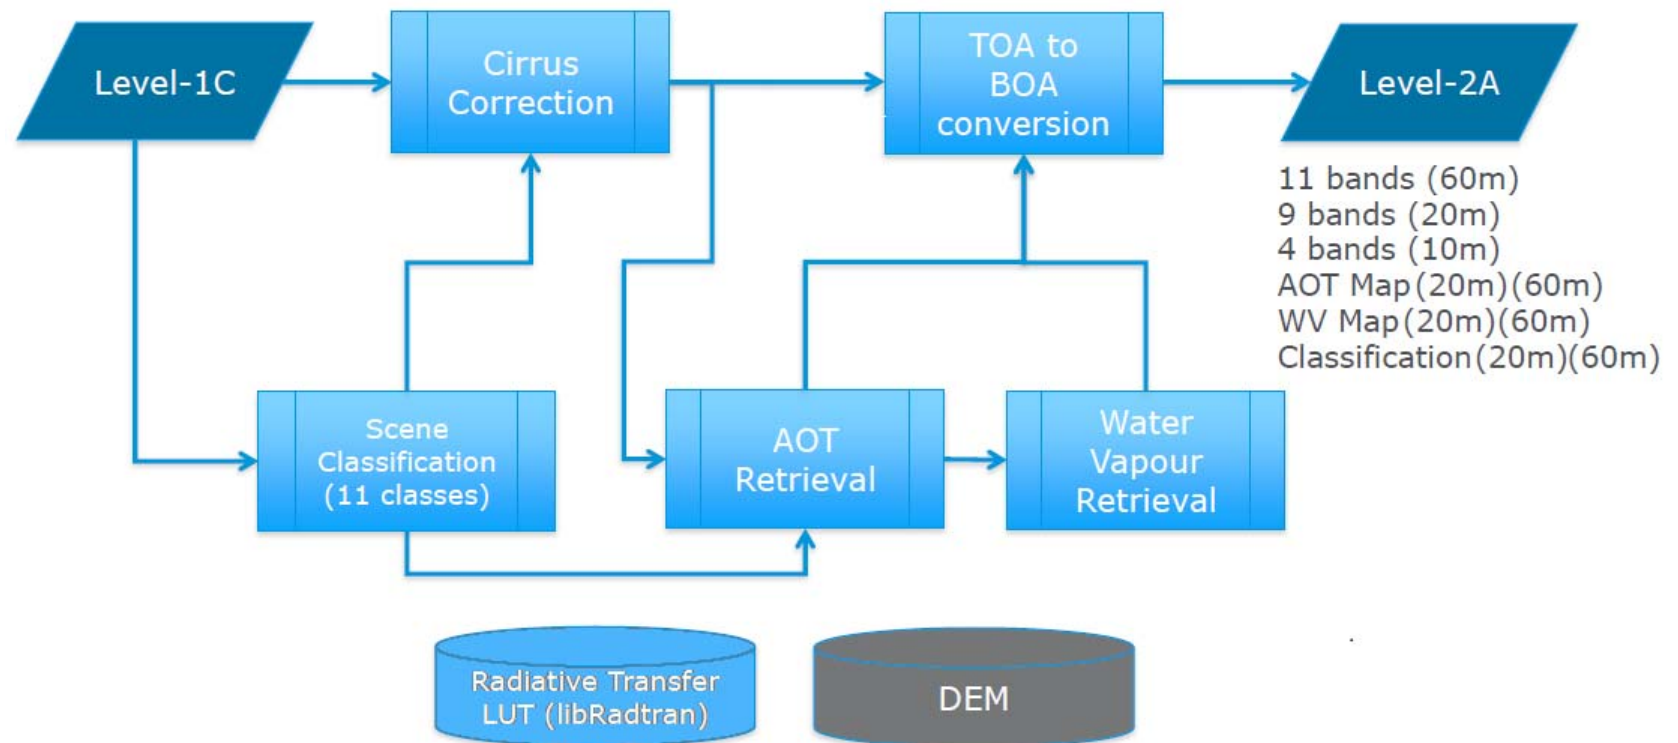 Level-1C
Cirrus
Correction
TOA to
BOA
conversion
Level-2A
11 bands (60m)
9 bands (20m)
4 bands (10m)
AOT Map(20m)(60m)
WV Map(20m)(60m)
Classification(20m)(60m)
Scene
Classification
(11 classes)
AOT
Retrieval
Water
Vapour
Retrieval
Radiative Transfer
LUT (libRadtran)
DEM